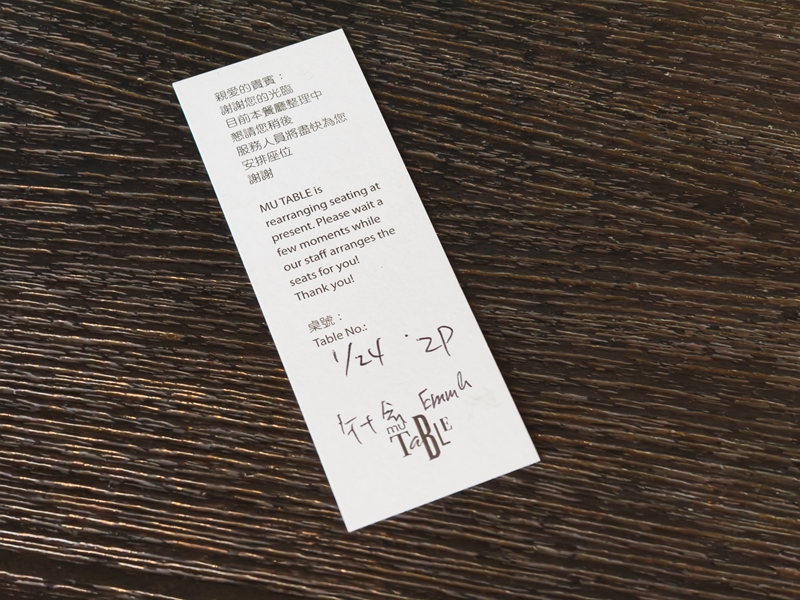 親愛的貴賓：
謝謝您的光臨
目前本餐廳整理中
懇請您稍後
服務人員將盡快為您
安排座位
謝謝
MU TABLE is
rearranging seating at
present. Please wait a
few moments while
our staff arranges the
seats for you!
Thank you!
桌號：
Table No.:
1/24 · 2P
Emma
mu
TaBLE